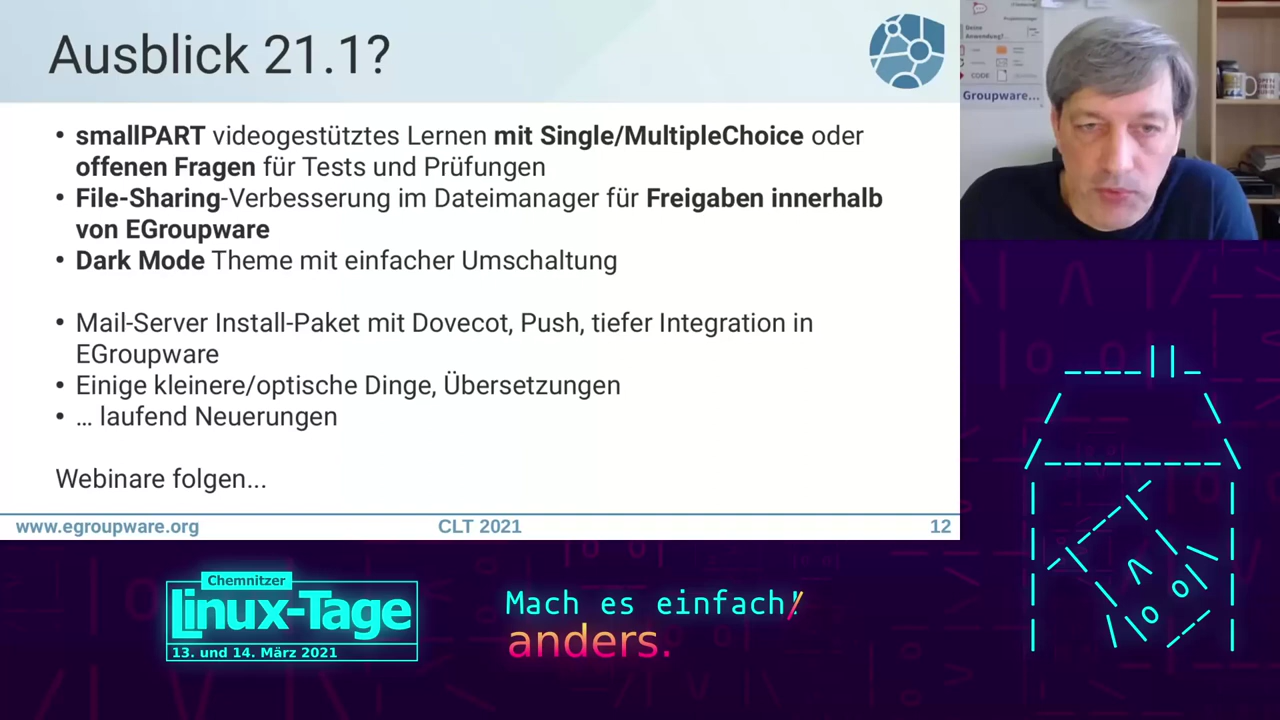 Ausblick 21.1?
• smallPART videogestütztes Lernen mit Single/MultipleChoice oder
offenen Fragen für Tests und Prüfungen
• File-Sharing-Verbesserung im Dateimanager für Freigaben innerhalb
von EGroupware
• Dark Mode Theme mit einfacher Umschaltung
• Mail-Server Install-Paket mit Dovecot, Push, tiefer Integration in
EGroupware
• Einige kleinere/optische Dinge, Übersetzungen
• … laufend Neuerungen
Webinare folgen...
www.egroupware.org CLT 2021 12
Deine
Anwendung?...
CODE
Groupware...
Chemnitzer
Linux-Tage
13. und 14. März 2021
Mach es einfach!
anders.